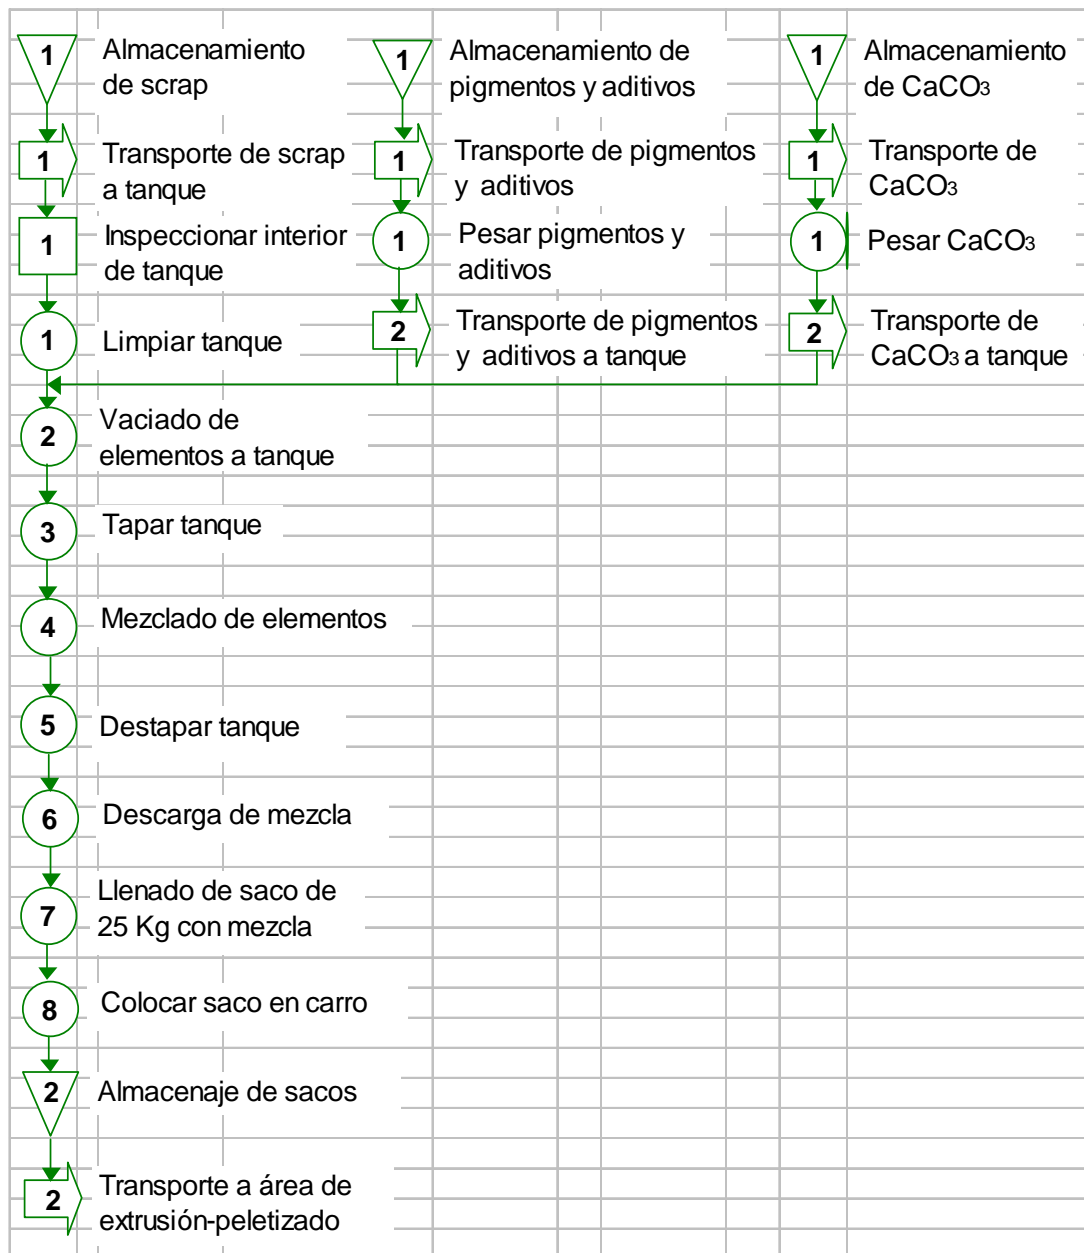 1
Almacenamiento
de scrap
1
Almacenamiento de
pigmentos y aditivos
1
Almacenamiento
de CaCO3
1
Transporte de scrap
a tanque
1
Transporte de pigmentos
y aditivos
1
Transporte de
CaCO3
1
Inspeccionar interior
de tanque
1
Pesar pigmentos y
aditivos
1
Pesar CaCO3
1
Limpiar tanque
2
Transporte de pigmentos
y aditivos a tanque
2
Transporte de
CaCO3 a tanque
2
Vaciado de
elementos a tanque
3
Tapar tanque
4
Mezclado de elementos
5
Destapar tanque
6
Descarga de mezcla
7
Llenado de saco de
25 Kg con mezcla
8
Colocar saco en carro
2
Almacenaje de sacos
2
Transporte a área de
extrusión-peletizado